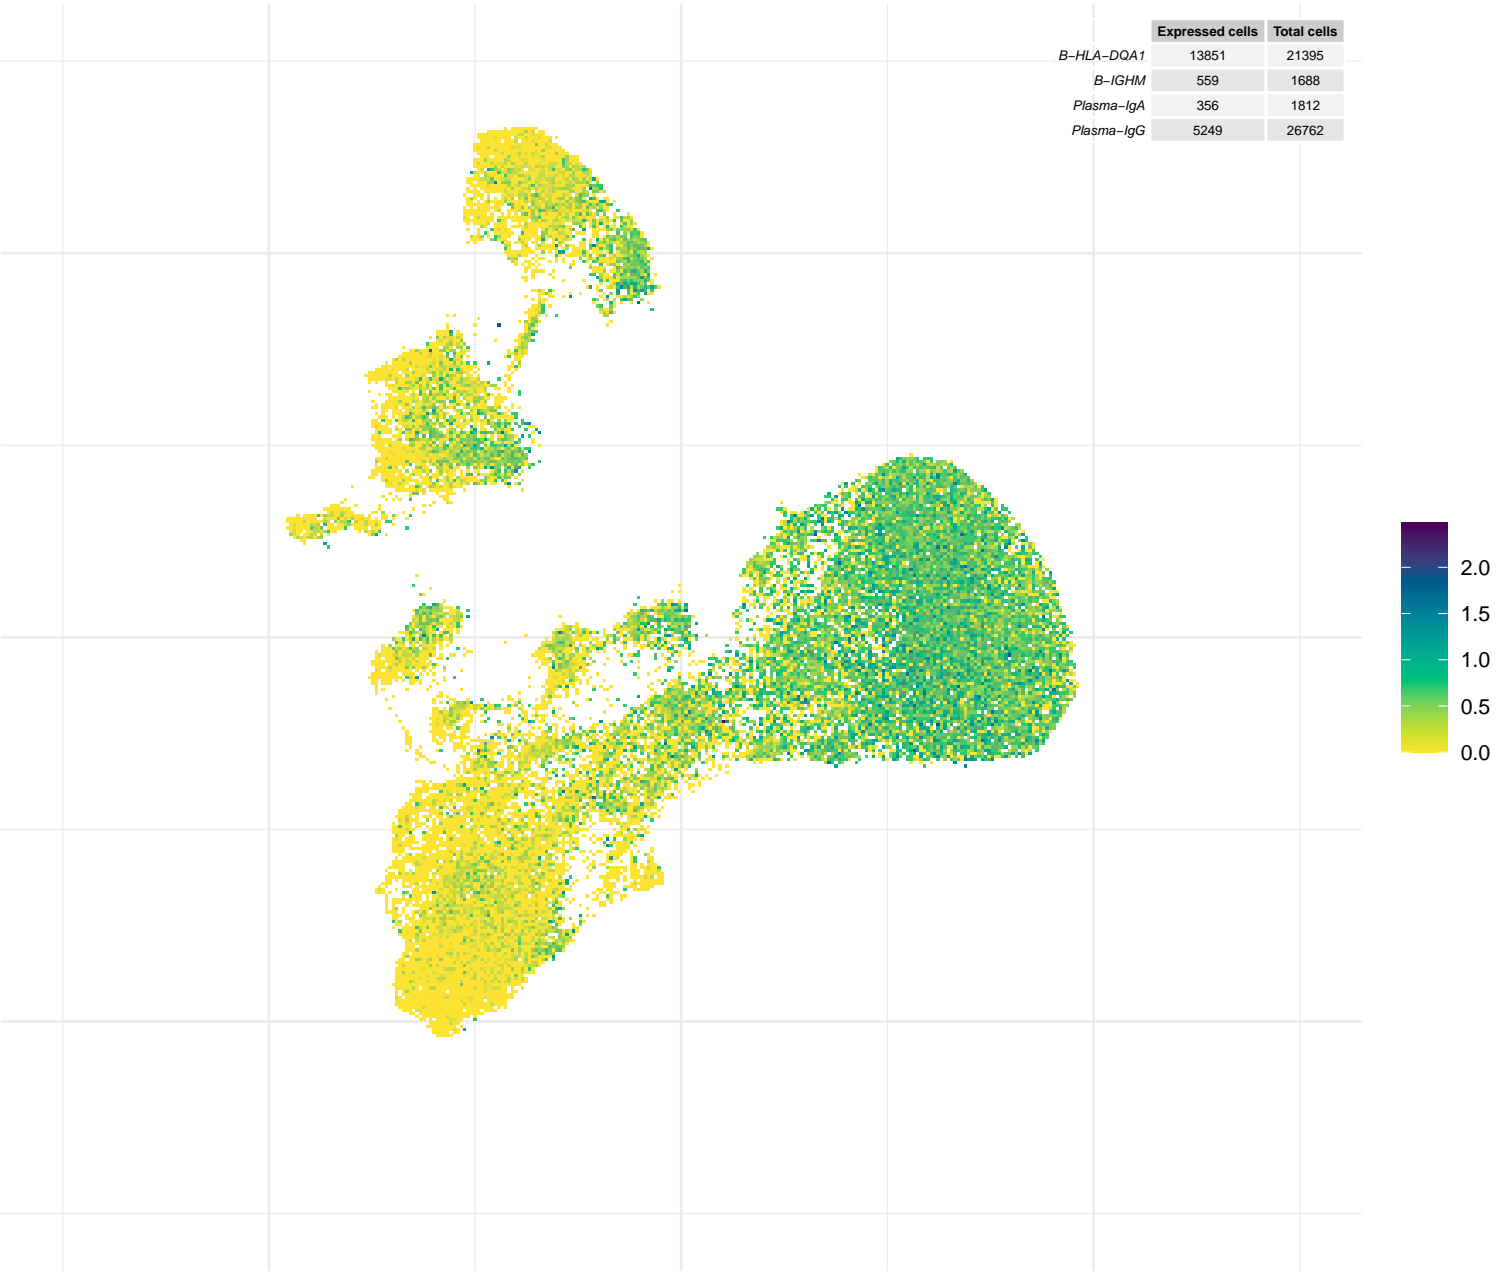 Expressed cells Total cells
B−HLA−DQA1 13851 21395
B−IGHM 559 1688
Plasma−IgA 356 1812
Plasma−IgG 5249 26762
2.0
1.5
1.0
0.5
0.0